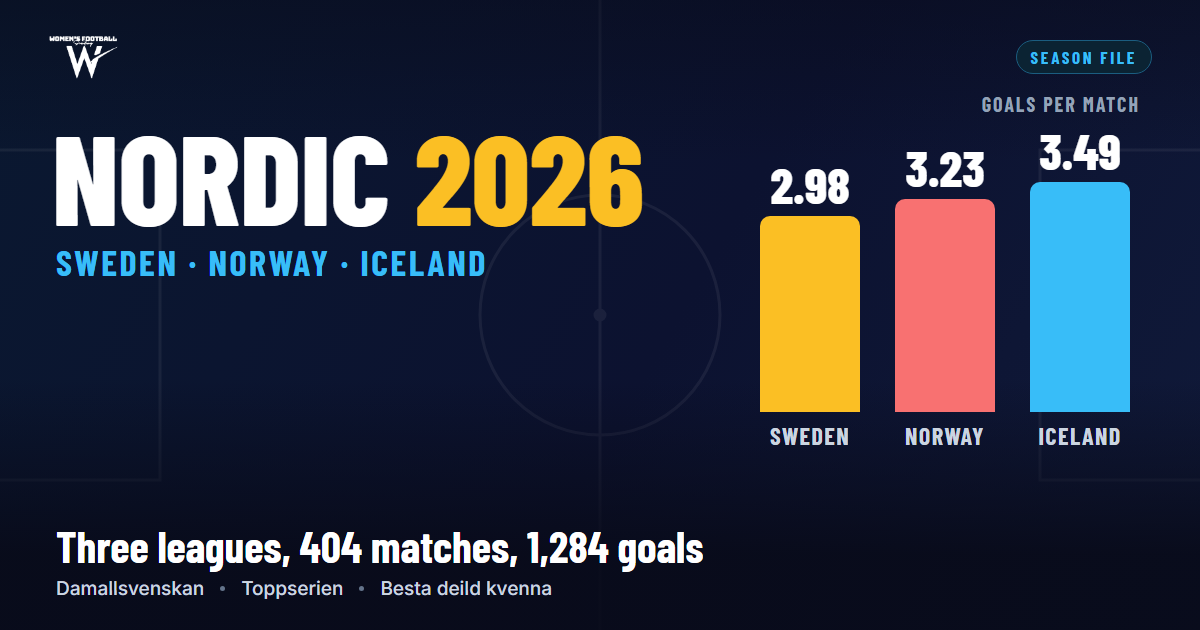 WOMEN'S FOOTBALL
W
SEASON FILE
GOALS PER MATCH
NORDIC 2026
SWEDEN · NORWAY · ICELAND
2.98
3.23
3.49
SWEDEN
NORWAY
ICELAND
Three leagues, 404 matches, 1,284 goals
Damallsvenskan • Toppserien • Besta deild kvenna